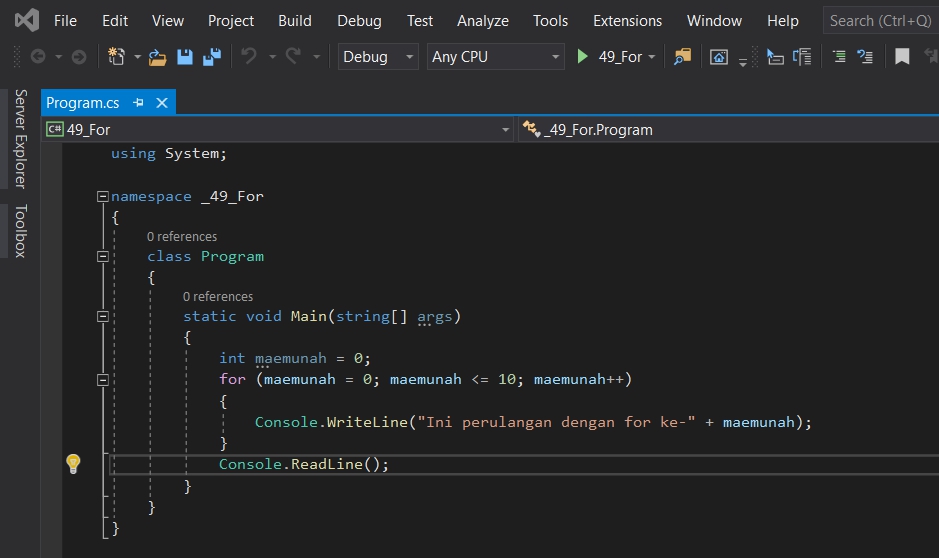 File Edit View Project Build Debug Test Analyze Tools Extensions Window Help Search (Ctrl+Q)
Debug Any CPU 49_For
Server Explorer
Toolbox
Program.cs
C# 49_For _49_For.Program
using System;
namespace _49_For
{
0 references
class Program
{
0 references
static void Main(string[] args)
{
int maemunah = 0;
for (maemunah = 0; maemunah <= 10; maemunah++)
{
Console.WriteLine("Ini perulangan dengan for ke-" + maemunah);
}
Console.ReadLine();
}
}
}